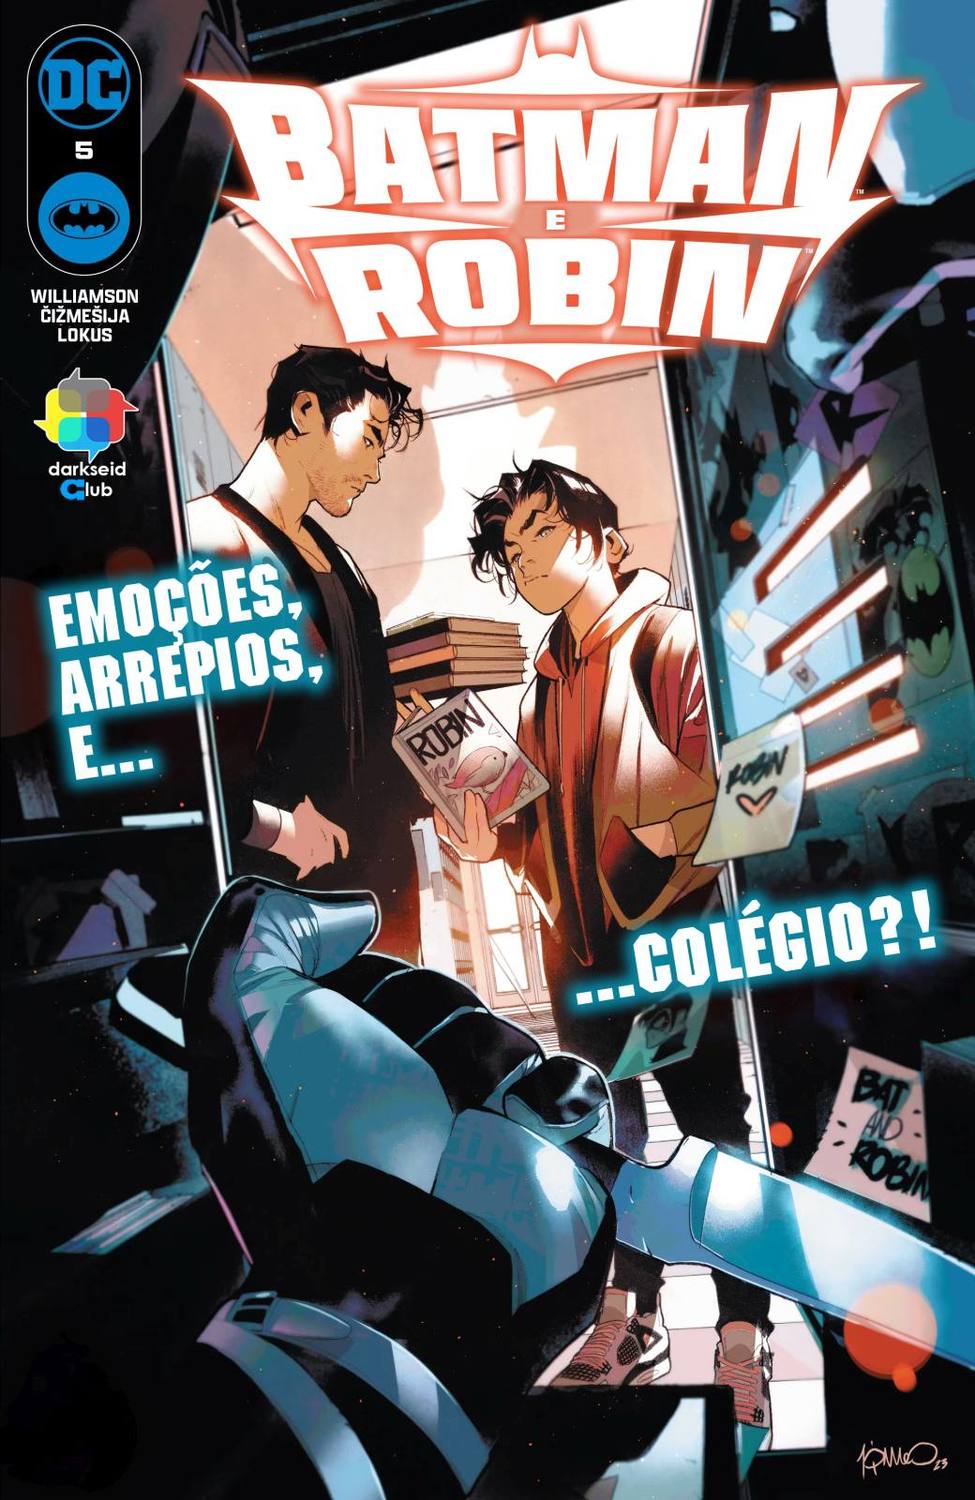 DC
5
BATMAN
E
ROBIN
WILLIAMSON
ČIŽMEŠIJA
LOKUS
darkseid
Club
EMOÇÕES,
ARREPIOS,
E...
ROBIN
ROBIN
...COLÉGIO?!
BAT
AND
ROBIN